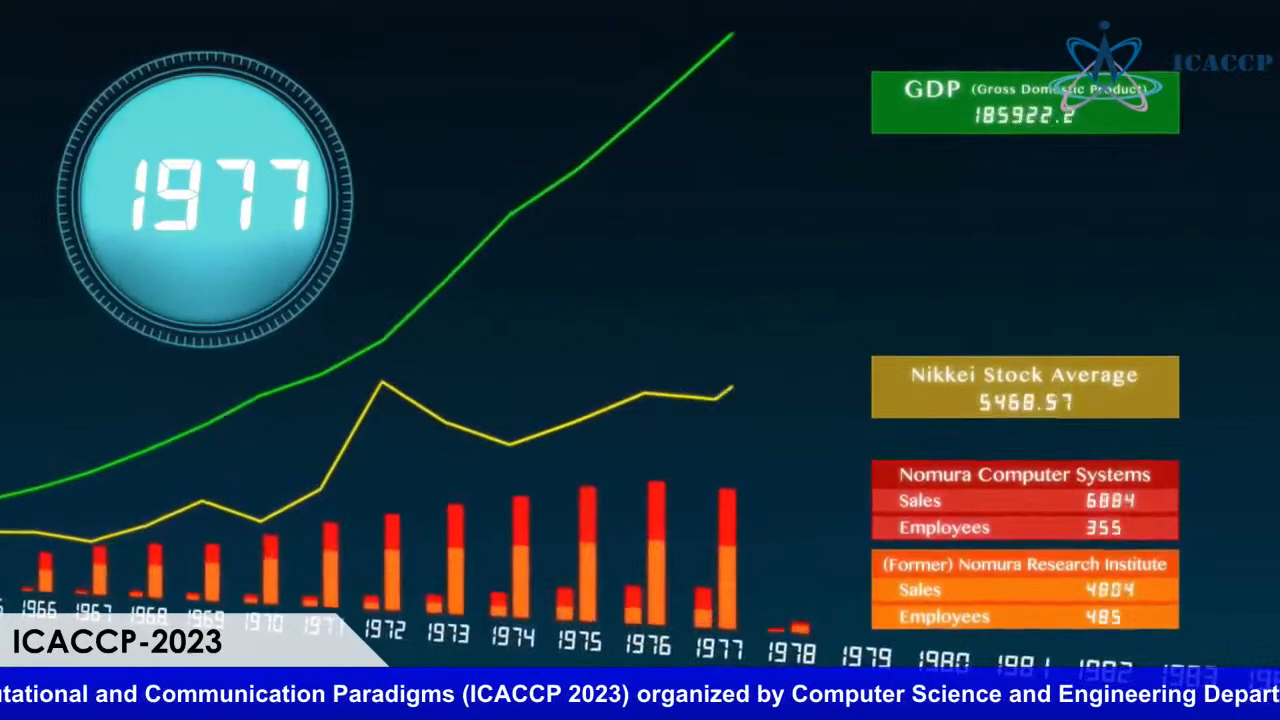 1977
ICACCP
GDP (Gross Domestic Product)
185922.2
Nikkei Stock Average
5468.57
Nomura Computer Systems
Sales 6884
Employees 355
(Former) Nomura Research Institute
Sales 4804
Employees 485
1966 1967 1968 1969 1970 1971 1972 1973 1974 1975 1976 1977 1978 1979 1980 1981 1982 1983
ICACCP-2023
utational and Communication Paradigms (ICACCP 2023) organized by Computer Science and Engineering Depart